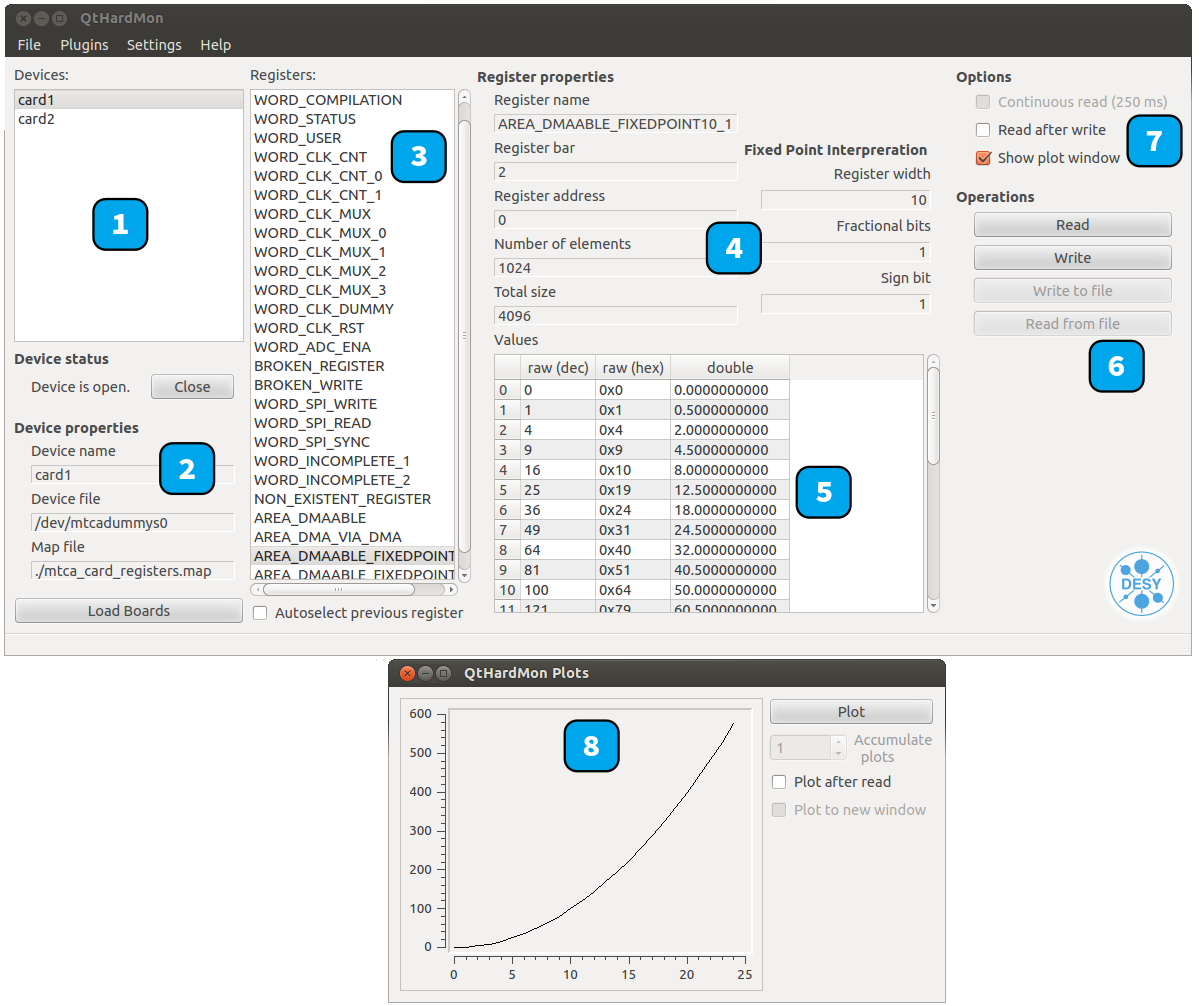 QtHardMon
File Plugins Settings Help
Devices:
card1
card2
1
Device status
Device is open. Close
Device properties
Device name
card1
2
Device file
/dev/mtcadummys0
Map file
./mtca_card_registers.map
Load Boards
Registers:
WORD_COMPILATION
WORD_STATUS
WORD_USER
WORD_CLK_CNT
3
WORD_CLK_CNT_0
WORD_CLK_CNT_1
WORD_CLK_MUX
WORD_CLK_MUX_0
WORD_CLK_MUX_1
WORD_CLK_MUX_2
WORD_CLK_MUX_3
WORD_CLK_DUMMY
WORD_CLK_RST
WORD_ADC_ENA
BROKEN_REGISTER
BROKEN_WRITE
WORD_SPI_WRITE
WORD_SPI_READ
WORD_SPI_SYNC
WORD_INCOMPLETE_1
WORD_INCOMPLETE_2
NON_EXISTENT_REGISTER
AREA_DMAABLE
AREA_DMA_VIA_DMA
AREA_DMAABLE_FIXEDPOINT
AREA_DMAABLE_FIXEDPOINT
Autoselect previous register
Register properties
Register name
AREA_DMAABLE_FIXEDPOINT10_1
Register bar
2
Register address
0
Number of elements
1024
Total size
4096
4
Fixed Point Interpreration
Register width
10
Fractional bits
1
Sign bit
1
Values
raw (dec) raw (hex) double
0 0 0x0 0.0000000000
1 1 0x1 0.5000000000
2 4 0x4 2.0000000000
3 9 0x9 4.5000000000
4 16 0x10 8.0000000000
5 25 0x19 12.5000000000
6 36 0x24 18.0000000000
7 49 0x31 24.5000000000
8 64 0x40 32.0000000000
9 81 0x51 40.5000000000
10 100 0x64 50.0000000000
11 121 0x79 60.5000000000
5
Options
Continuous read (250 ms)
Read after write
Show plot window
7
Operations
Read
Write
Write to file
Read from file
6
DESY
QtHardMon Plots
600
500
400
300
200
100
0
0 5 10 15 20 25
8
Plot
1 Accumulate
plots
Plot after read
Plot to new window